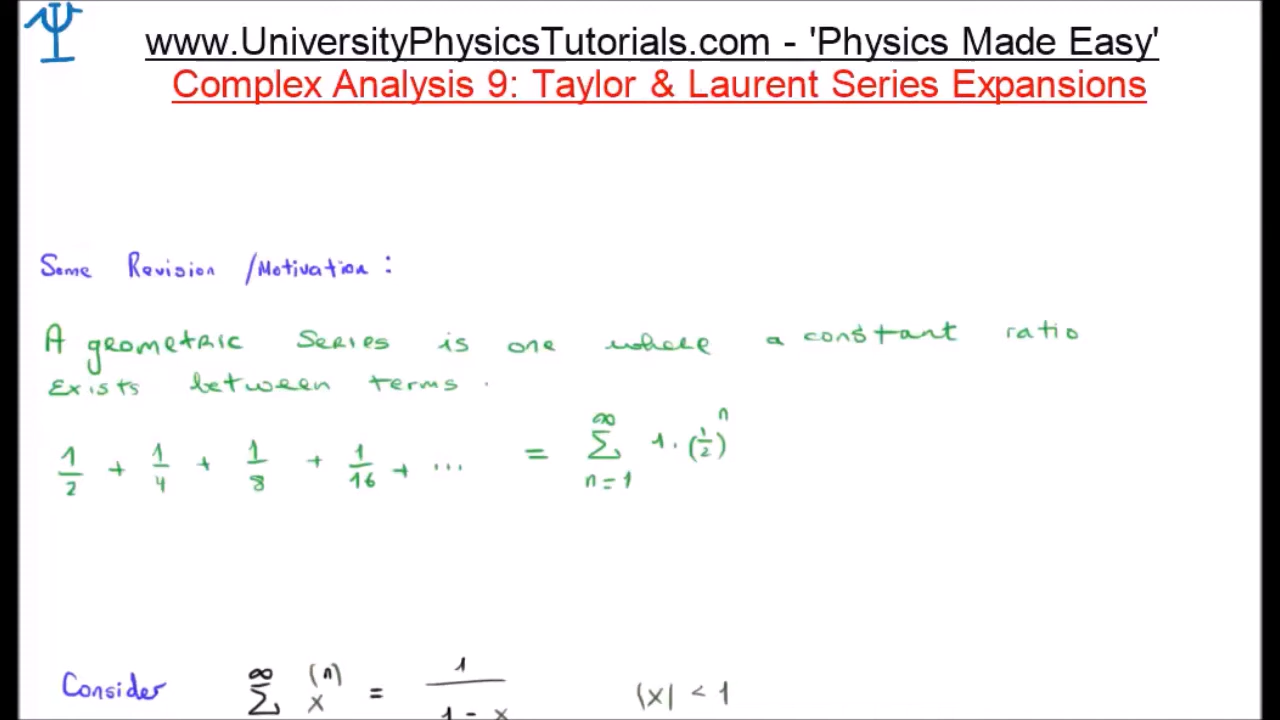 www.UniversityPhysicsTutorials.com - 'Physics Made Easy'
Complex Analysis 9: Taylor & Laurent Series Expansions
Some Revision /Motivation :
A geometric series is one where a constant ratio
exists between terms .
1/2 + 1/4 + 1/8 + 1/16 + ... = ∞∑n=1 1 · (1/2)^n
Consider ∞∑ x^(n) = 1/(1 - x) |x| < 1